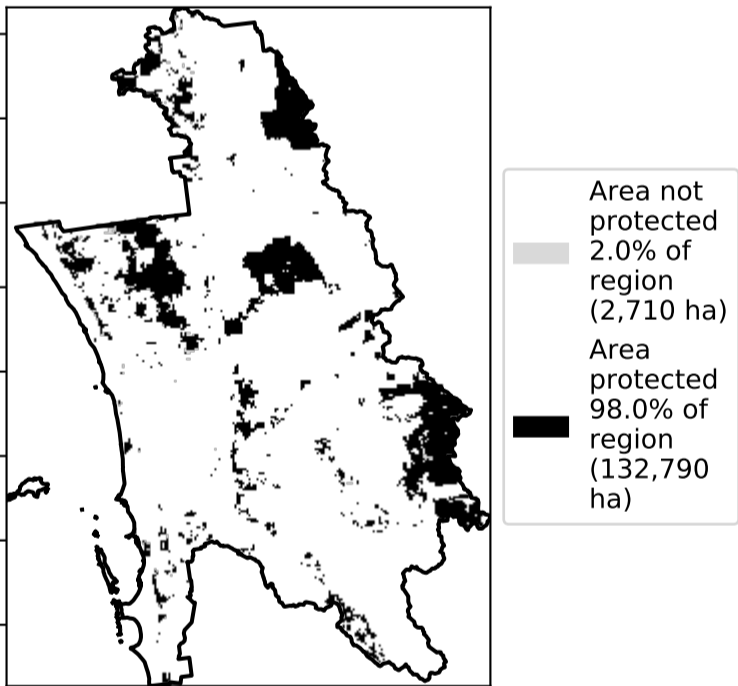 Area not
protected
2.0% of
region
(2,710 ha)
Area
protected
98.0% of
region
(132,790
ha)